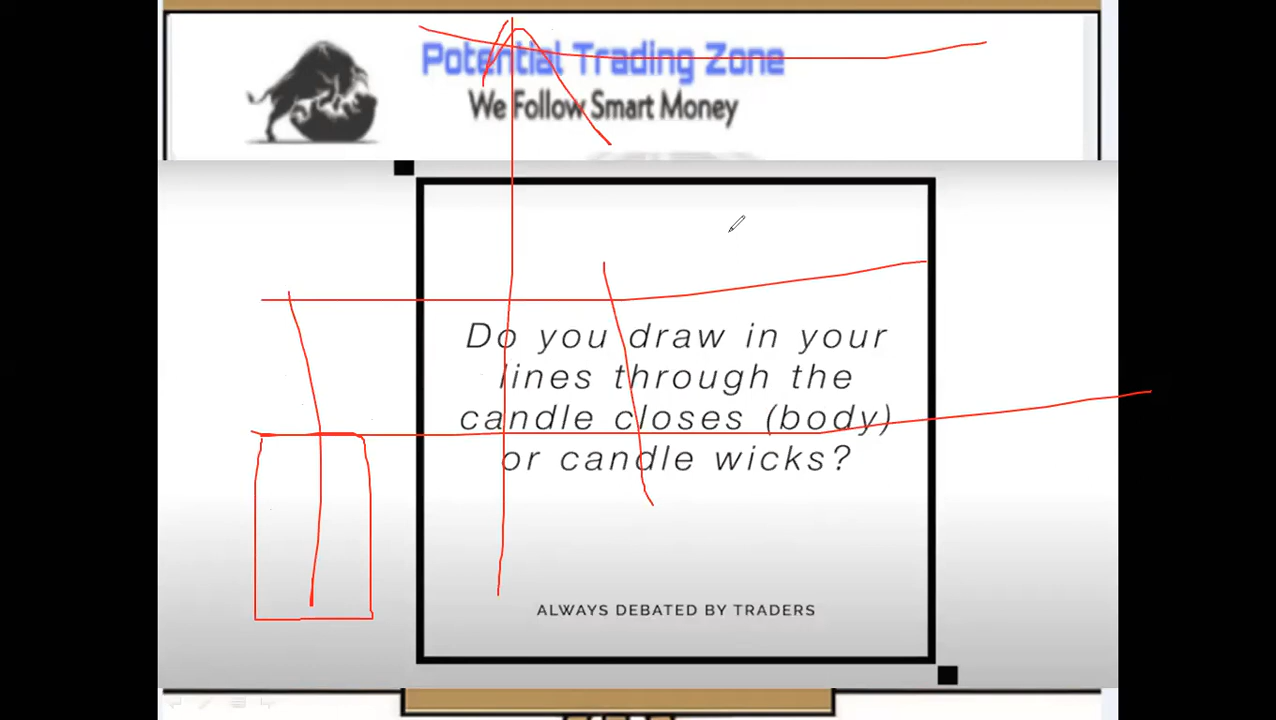 Potential Trading Zone
We Follow Smart Money
Do you draw in your
lines through the
candle closes (body)
or candle wicks?
ALWAYS DEBATED BY TRADERS